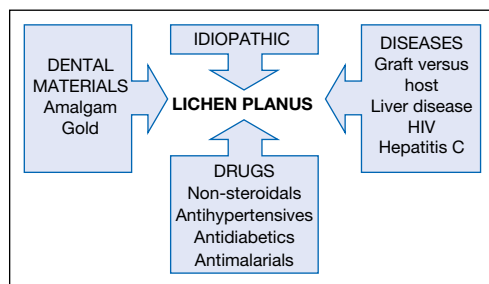 DENTAL
MATERIALS
Amalgam
Gold
IDIOPATHIC
LICHEN PLANUS
DISEASES
Graft versus
host
Liver disease
HIV
Hepatitis C
DRUGS
Non-steroidals
Antihypertensives
Antidiabetics
Antimalarials